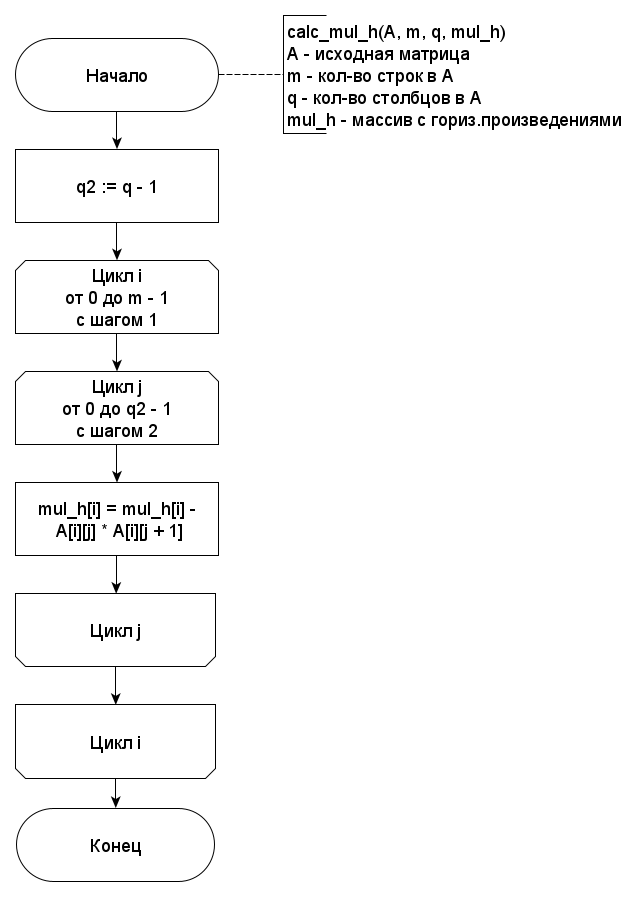 Начало
calc_mul_h(A, m, q, mul_h)
A - исходная матрица
m - кол-во строк в A
q - кол-во столбцов в A
mul_h - массив с гориз.произведениями
q2 := q - 1
Цикл i
от 0 до m - 1
с шагом 1
Цикл j
от 0 до q2 - 1
с шагом 2
mul_h[i] = mul_h[i] -
A[i][j] * A[i][j + 1]
Цикл j
Цикл i
Конец